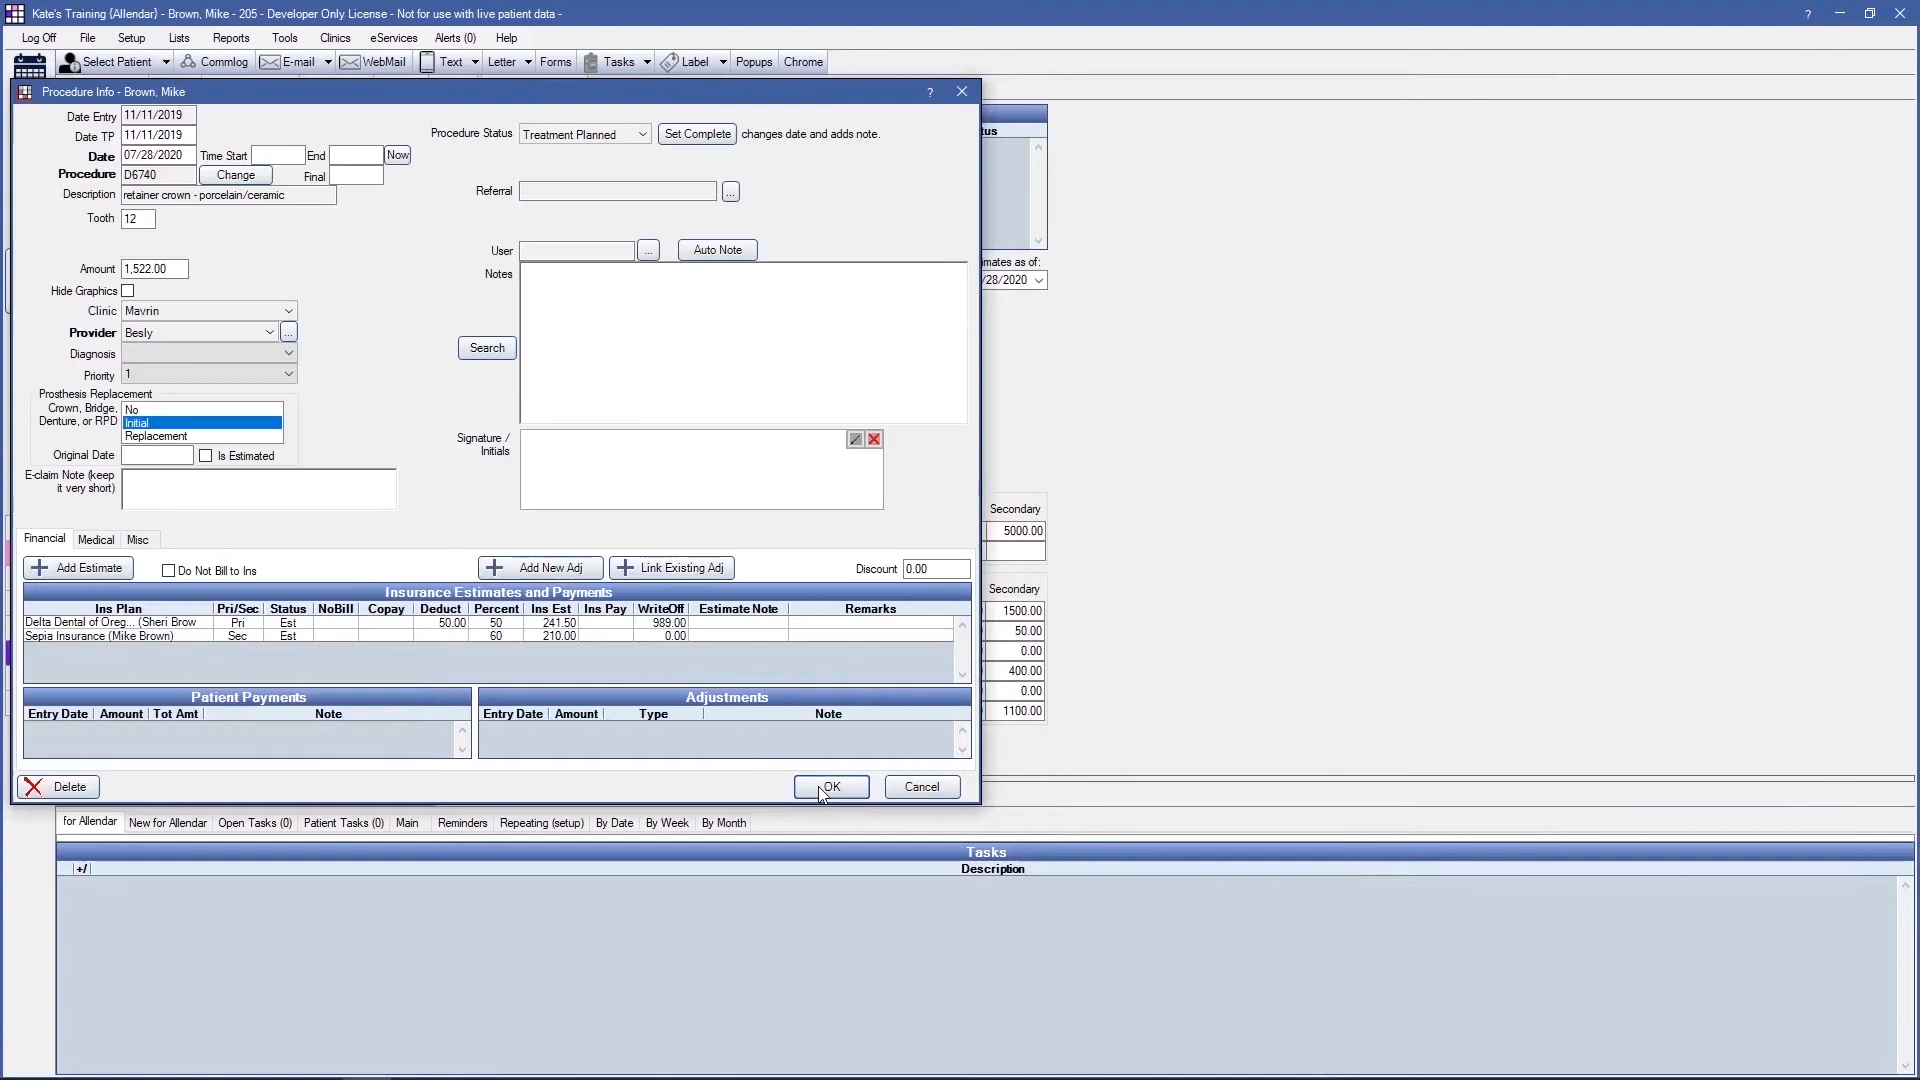 Kate's Training {Allendar} - Brown, Mike - 205 - Developer Only License - Not for use with live patient data -
?
Log Off File Setup Lists Reports Tools Clinics eServices Alerts (0) Help
Select Patient Commlog E-mail WebMail Text Letter Forms Tasks Label Popups Chrome
Procedure Info - Brown, Mike ?
Date Entry 11/11/2019
Date TP 11/11/2019
Date 07/28/2020 Time Start End Now
Procedure D6740 Change Final
Description retainer crown - porcelain/ceramic
Tooth 12
Amount 1,522.00
Hide Graphics
Clinic Mavrin
Provider Besly ...
Diagnosis
Priority 1
Prosthesis Replacement
Crown, Bridge, Denture, or RPD
No
Initial
Replacement
Original Date Is Estimated
E-claim Note (keep it very short)
Procedure Status Treatment Planned Set Complete changes date and adds note.
Referral ...
User ... Auto Note
Notes
Search
Signature / Initials
Financial Medical Misc
Add Estimate Do Not Bill to Ins Add New Adj Link Existing Adj Discount 0.00
Insurance Estimates and Payments
Ins Plan Pri/Sec Status NoBill Copay Deduct Percent Ins Est Ins Pay WriteOff Estimate Note Remarks
Delta Dental of Oreg... (Sheri Brow Pri Est 50.00 50 241.50 989.00
Sepia Insurance (Mike Brown) Sec Est 60 210.00 0.00
Patient Payments
Entry Date Amount Tot Amt Note
Adjustments
Entry Date Amount Type Note
Delete OK Cancel
tus
imates as of:
/28/2020
Secondary
5000.00
Secondary
1500.00
50.00
0.00
400.00
0.00
1100.00
for Allendar New for Allendar Open Tasks (0) Patient Tasks (0) Main Reminders Repeating (setup) By Date By Week By Month
Tasks
+/ Description